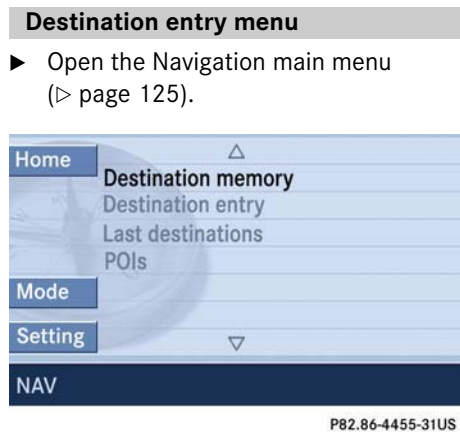 Destination entry menu
▶ Open the Navigation main menu
(▷ page 125).
Home
Destination memory
Destination entry
Last destinations
POIs
Mode
Setting
NAV
P82.86-4455-31US